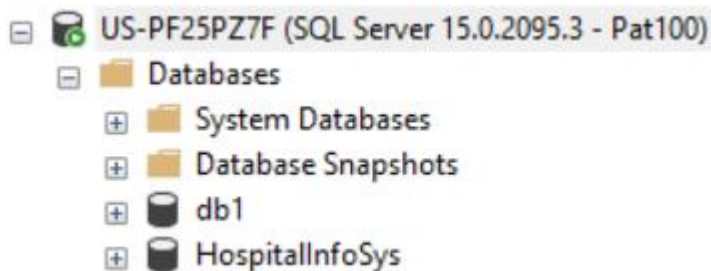 US-PF25PZ7F (SQL Server 15.0.2095.3 - Pat100)
Databases
System Databases
Database Snapshots
db1
HospitalInfoSys